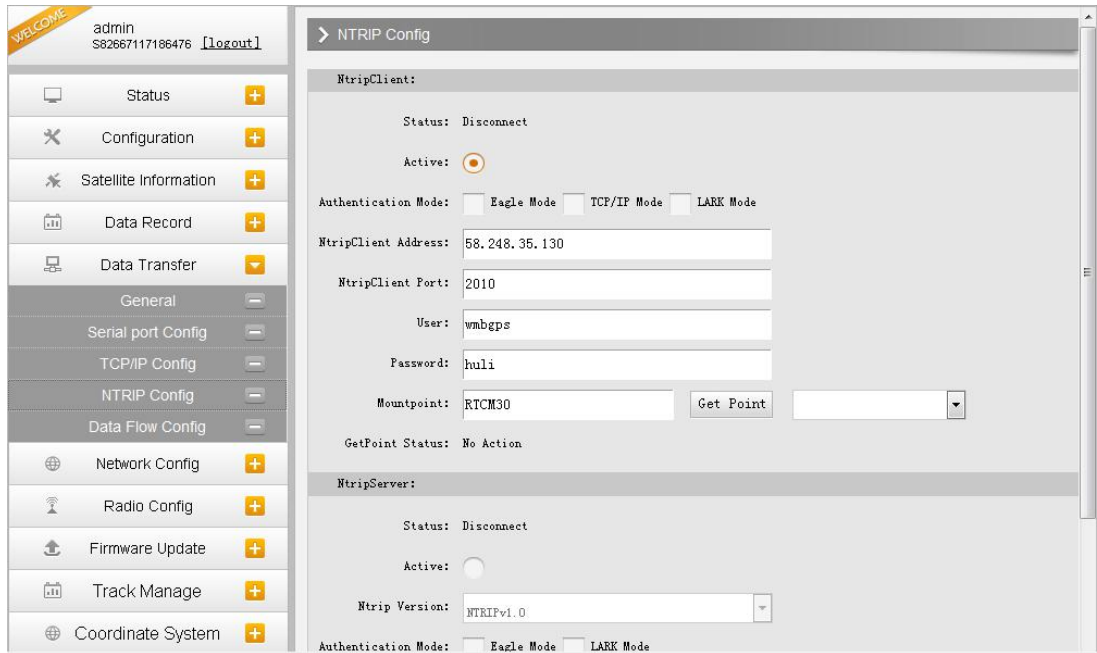 WELCOME
admin
S82667117186476 [logout]
Status
Configuration
Satellite Information
Data Record
Data Transfer
General
Serial port Config
TCP/IP Config
NTRIP Config
Data Flow Config
Network Config
Radio Config
Firmware Update
Track Manage
Coordinate System
NTRIP Config
NtripClient:
Status: Disconnect
Active:
Authentication Mode: Eagle Mode TCP/IP Mode LARK Mode
NtripClient Address: 58.248.35.130
NtripClient Port: 2010
User: wmbgps
Password: huli
Mountpoint: RTCM30 Get Point
GetPoint Status: No Action
NtripServer:
Status: Disconnect
Active:
Ntrip Version: NTRIPv1.0
Authentication Mode: Eagle Mode LARK Mode